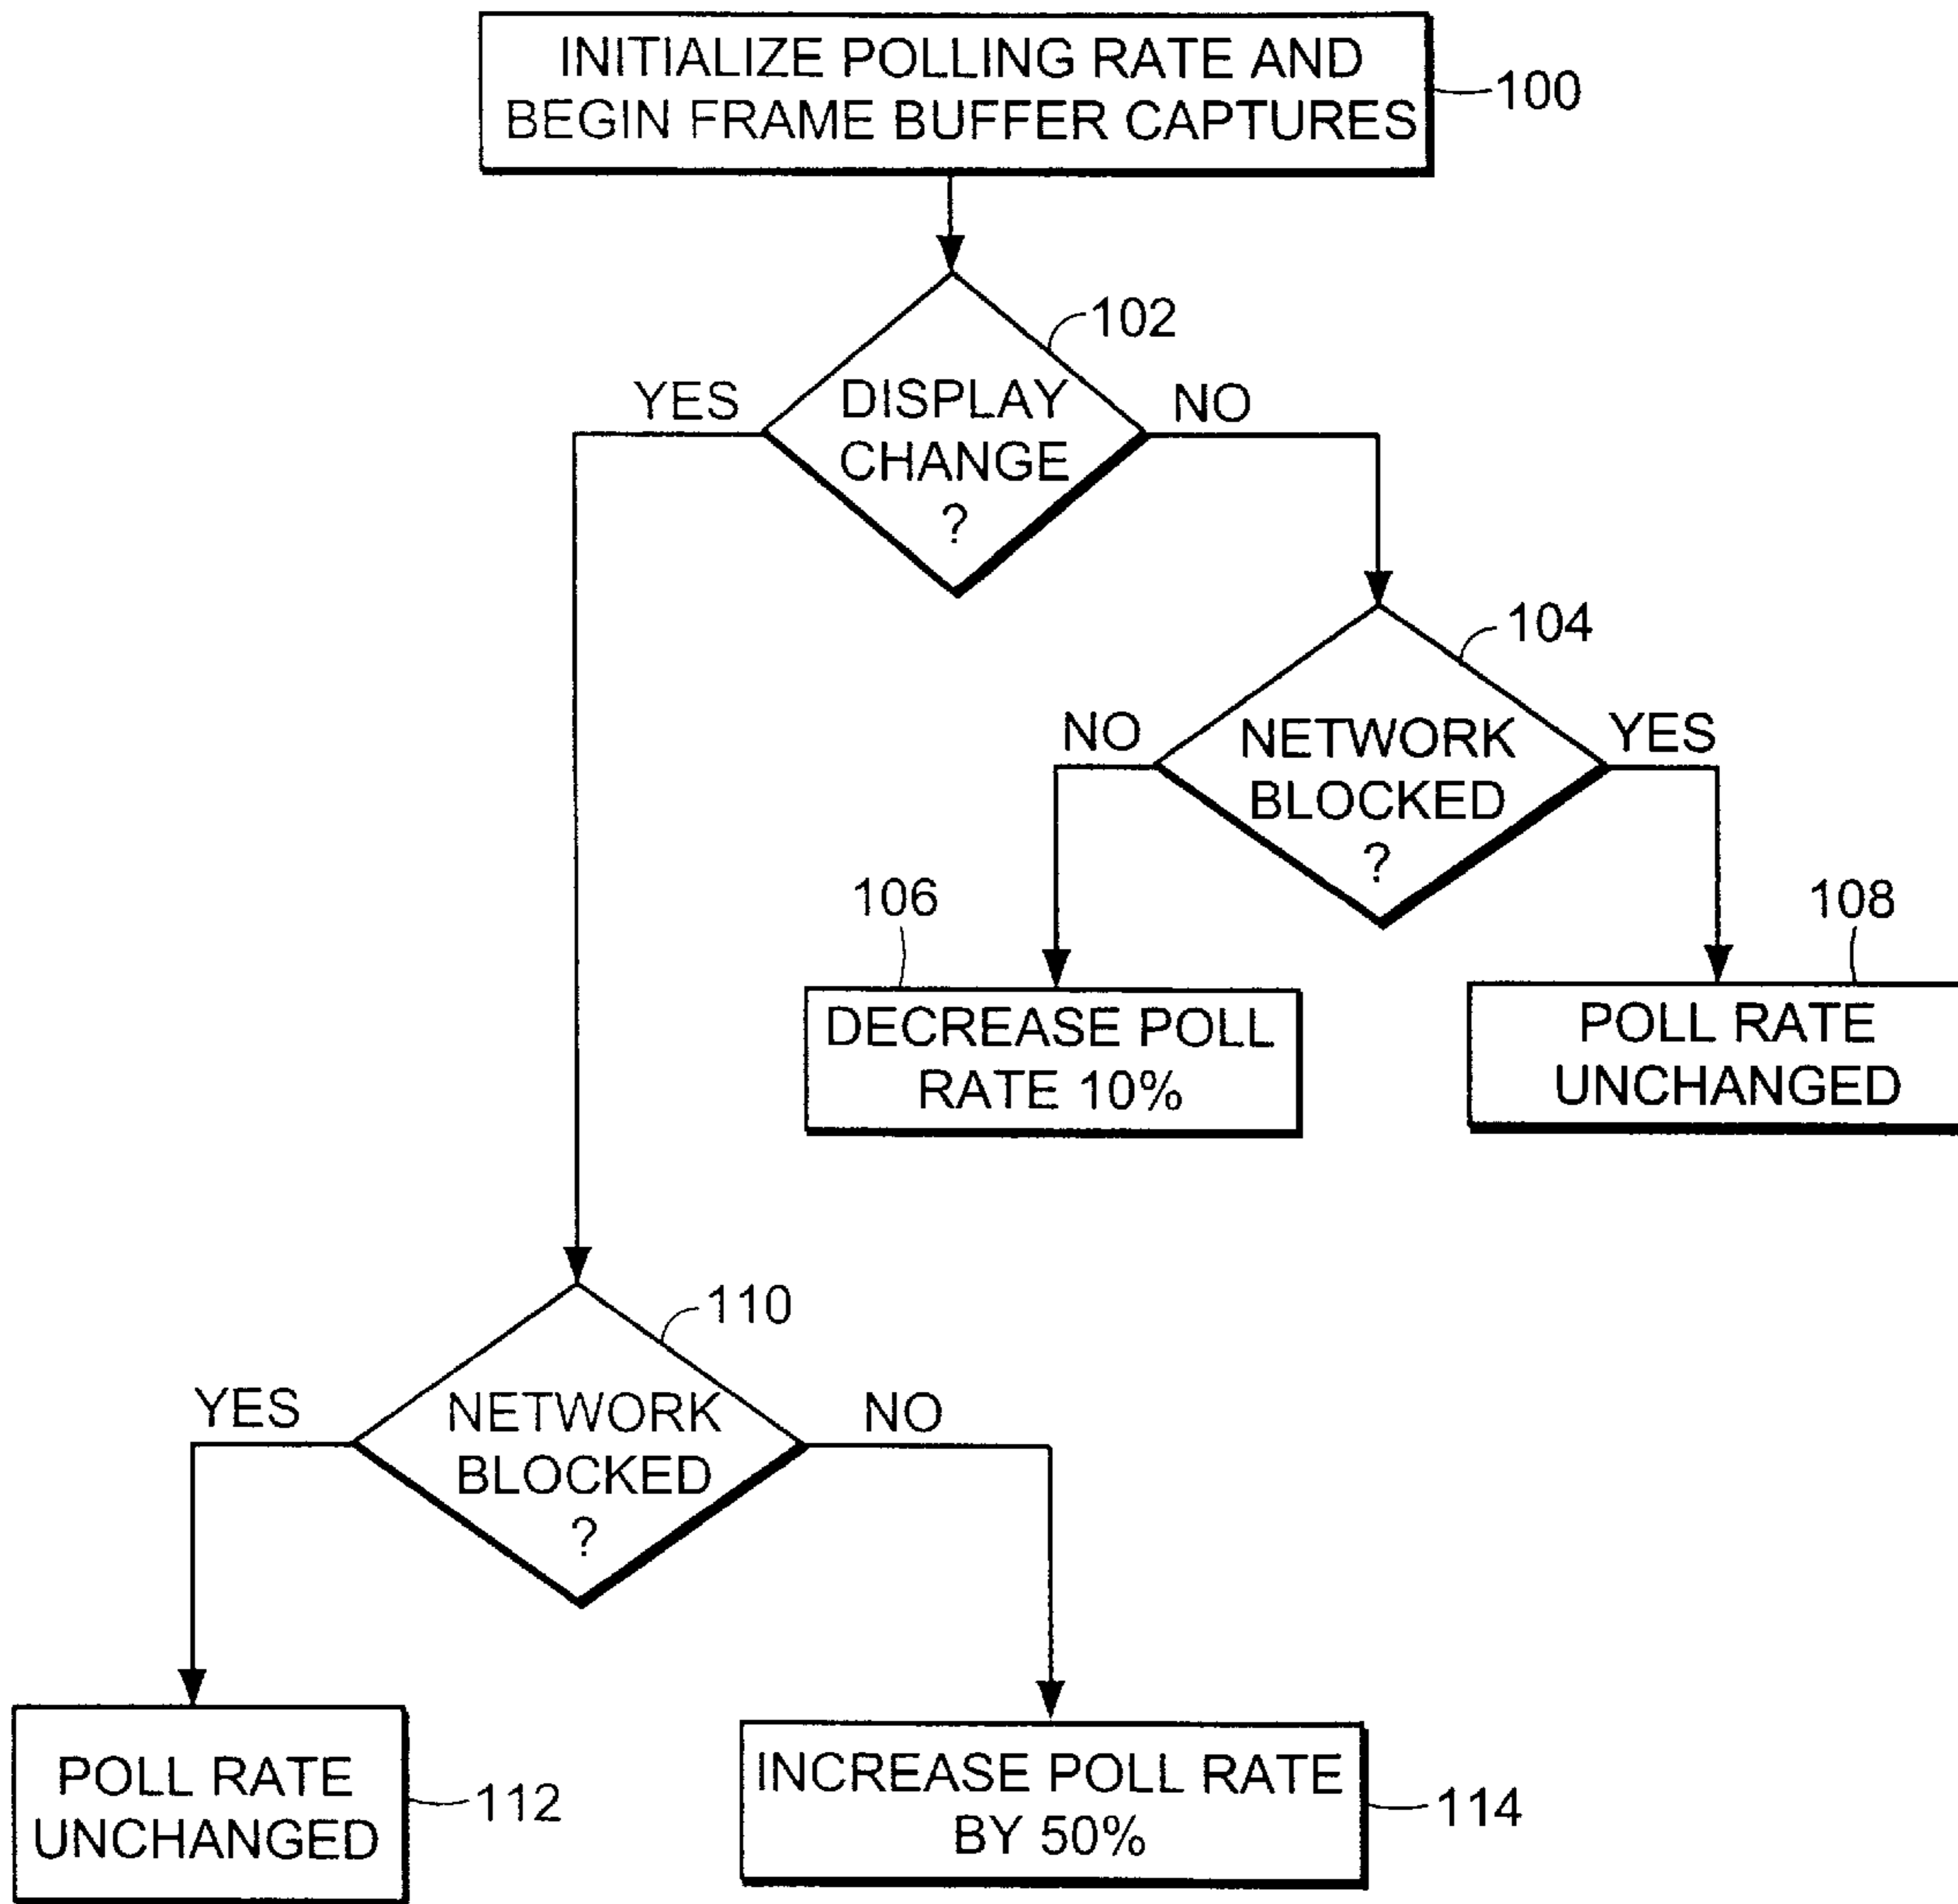 INITIALIZE POLLING RATE AND
BEGIN FRAME BUFFER CAPTURES
100
102
YES
DISPLAY
CHANGE
?
NO
104
NO
NETWORK
BLOCKED
?
YES
106
108
DECREASE POLL
RATE 10%
POLL RATE
UNCHANGED
110
YES
NETWORK
BLOCKED
?
NO
POLL RATE
UNCHANGED
112
INCREASE POLL RATE
BY 50%
114